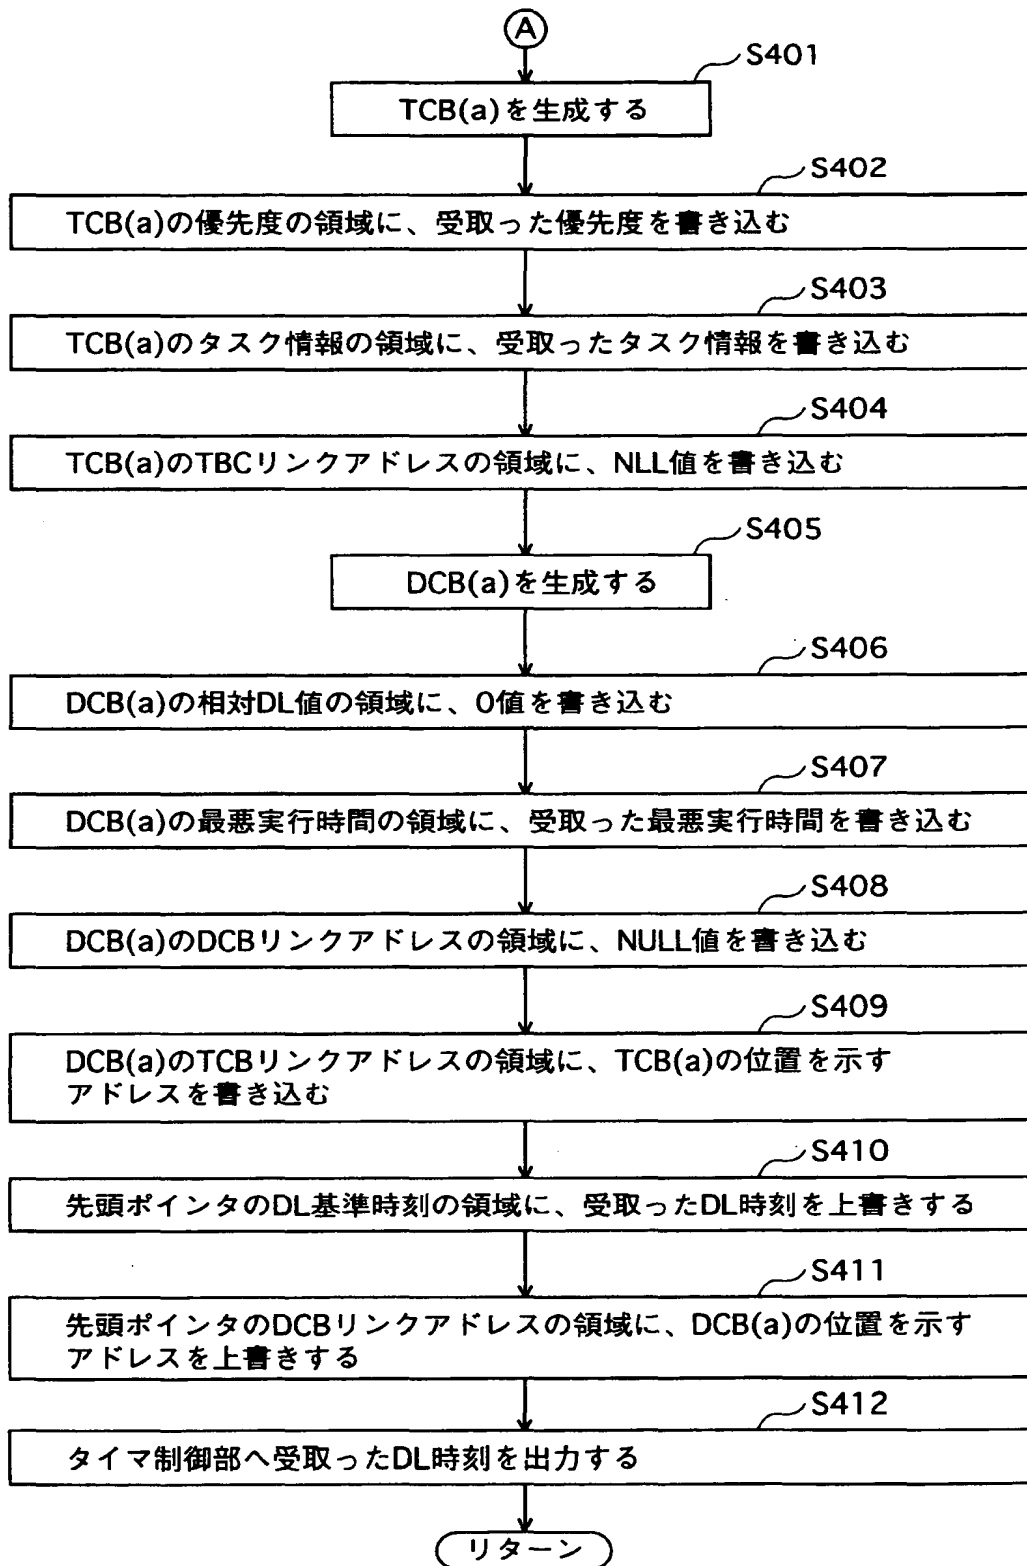 A
S401
TCB(a)を生成する
S402
TCB(a)の優先度の領域に、受取った優先度を書き込む
S403
TCB(a)のタスク情報の領域に、受取ったタスク情報を書き込む
S404
TCB(a)のTBCリンクアドレスの領域に、NLL値を書き込む
S405
DCB(a)を生成する
S406
DCB(a)の相対DL値の領域に、0値を書き込む
S407
DCB(a)の最悪実行時間の領域に、受取った最悪実行時間を書き込む
S408
DCB(a)のDCBリンクアドレスの領域に、NULL値を書き込む
S409
DCB(a)のTCBリンクアドレスの領域に、TCB(a)の位置を示す
アドレスを書き込む
S410
先頭ポインタのDL基準時刻の領域に、受取ったDL時刻を上書きする
S411
先頭ポインタのDCBリンクアドレスの領域に、DCB(a)の位置を示す
アドレスを上書きする
S412
タイマ制御部へ受取ったDL時刻を出力する
リターン